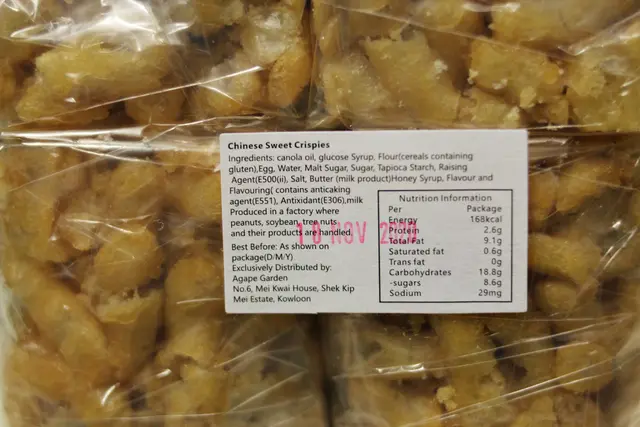 Chinese Sweet Crispies
Ingredients: canola oil, glucose Syrup, Flour(cereals containing
gluten),Egg, Water, Malt Sugar, Sugar, Tapioca Starch, Raising
Agent(E500(ii), Salt, Butter (milk product)Honey Syrup, Flavour and
Flavouring( contains anticaking
agent(E551), Antixidant(E306),milk
Produced in a factory where
peanuts, soybean, tree nuts
and their products are handled.
Best Before: As shown on
package(D/M/Y)
Exclusively Distributed by:
Agape Garden
No.6, Mei Kwai House, Shek Kip
Mei Estate, Kowloon
Nutrition Information
Per Package
Energy 168kcal
Protein 2.6g
Total Fat 9.1g
Saturated fat 0.6g
Trans fat 0g
Carbohydrates 18.8g
-sugars 8.6g
Sodium 29mg
NOV